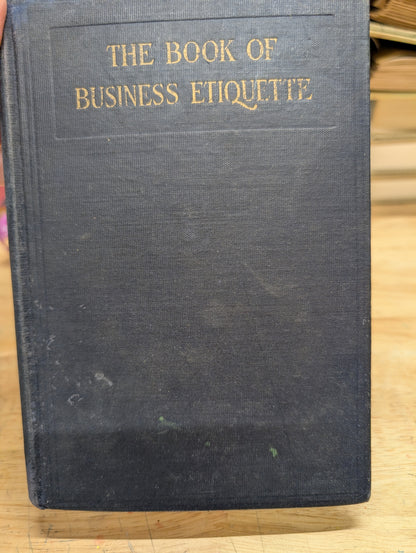 THE BOOK OF
BUSINESS ETIQUETTE